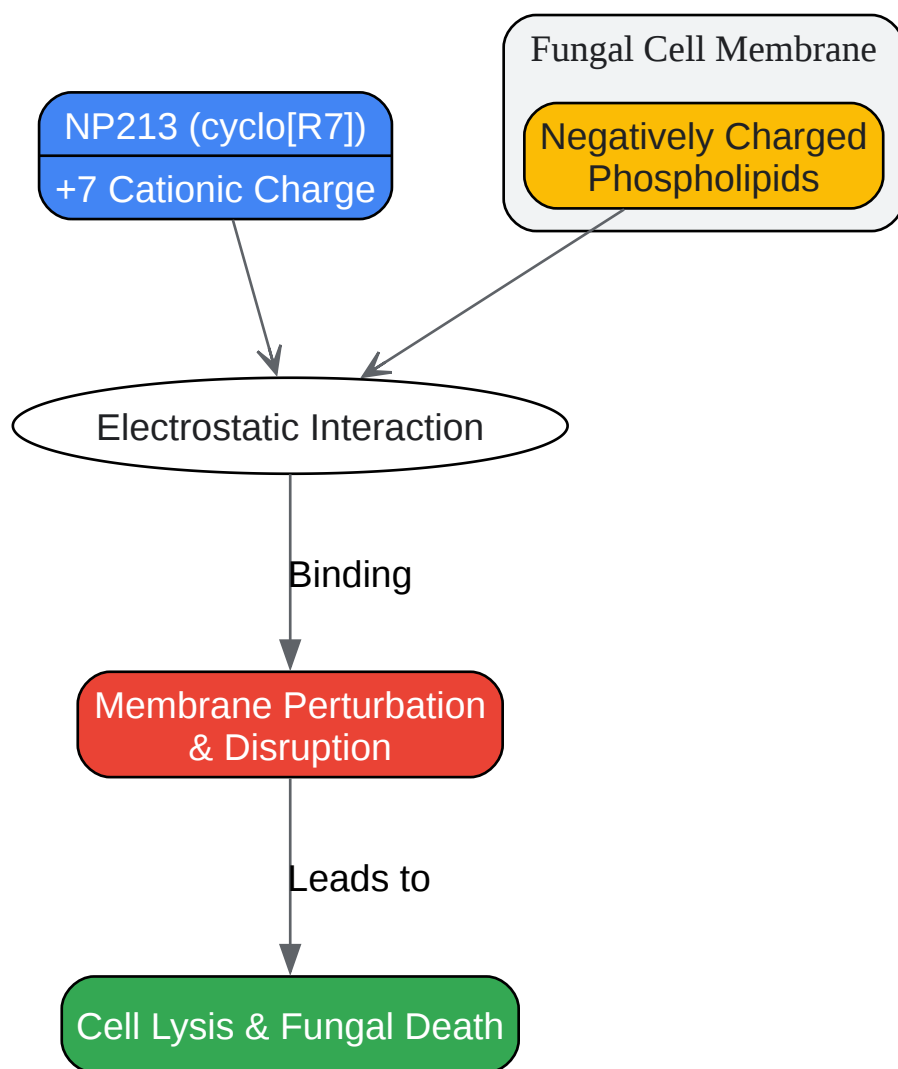 Fungal Cell Membrane
NP213 (cyclo[R7])
+7 Cationic Charge
Negatively Charged
Phospholipids
Electrostatic Interaction
Binding
Membrane Perturbation
& Disruption
Leads to
Cell Lysis & Fungal Death